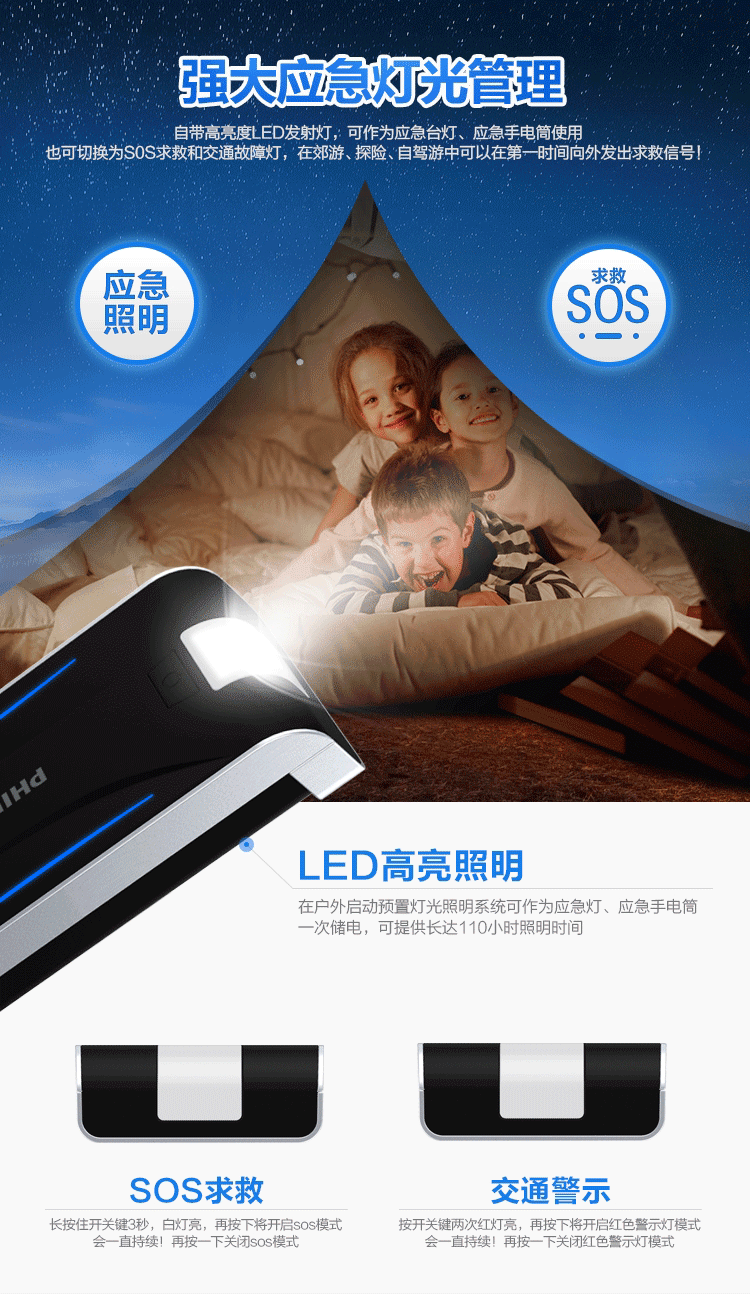 强大应急灯光管理
自带高亮度LED发射灯，可作为应急台灯、应急手电筒使用
也可切换为SOS求救和交通故障灯，在郊游、探险、自驾游中可以在第一时间向外发出求救信号！
应急
照明
求救
SOS
PHI
LED高亮照明
在户外启动预置灯光照明系统可作为应急灯、应急手电筒
一次储电，可提供长达110小时照明时间
SOS求救
长按住开关键3秒，白灯亮，再按下将开启sos模式
会一直持续！再按一下关闭sos模式
交通警示
按开关键两次红灯亮，再按下将开启红色警示灯模式
会一直持续！再按一下关闭红色警示灯模式